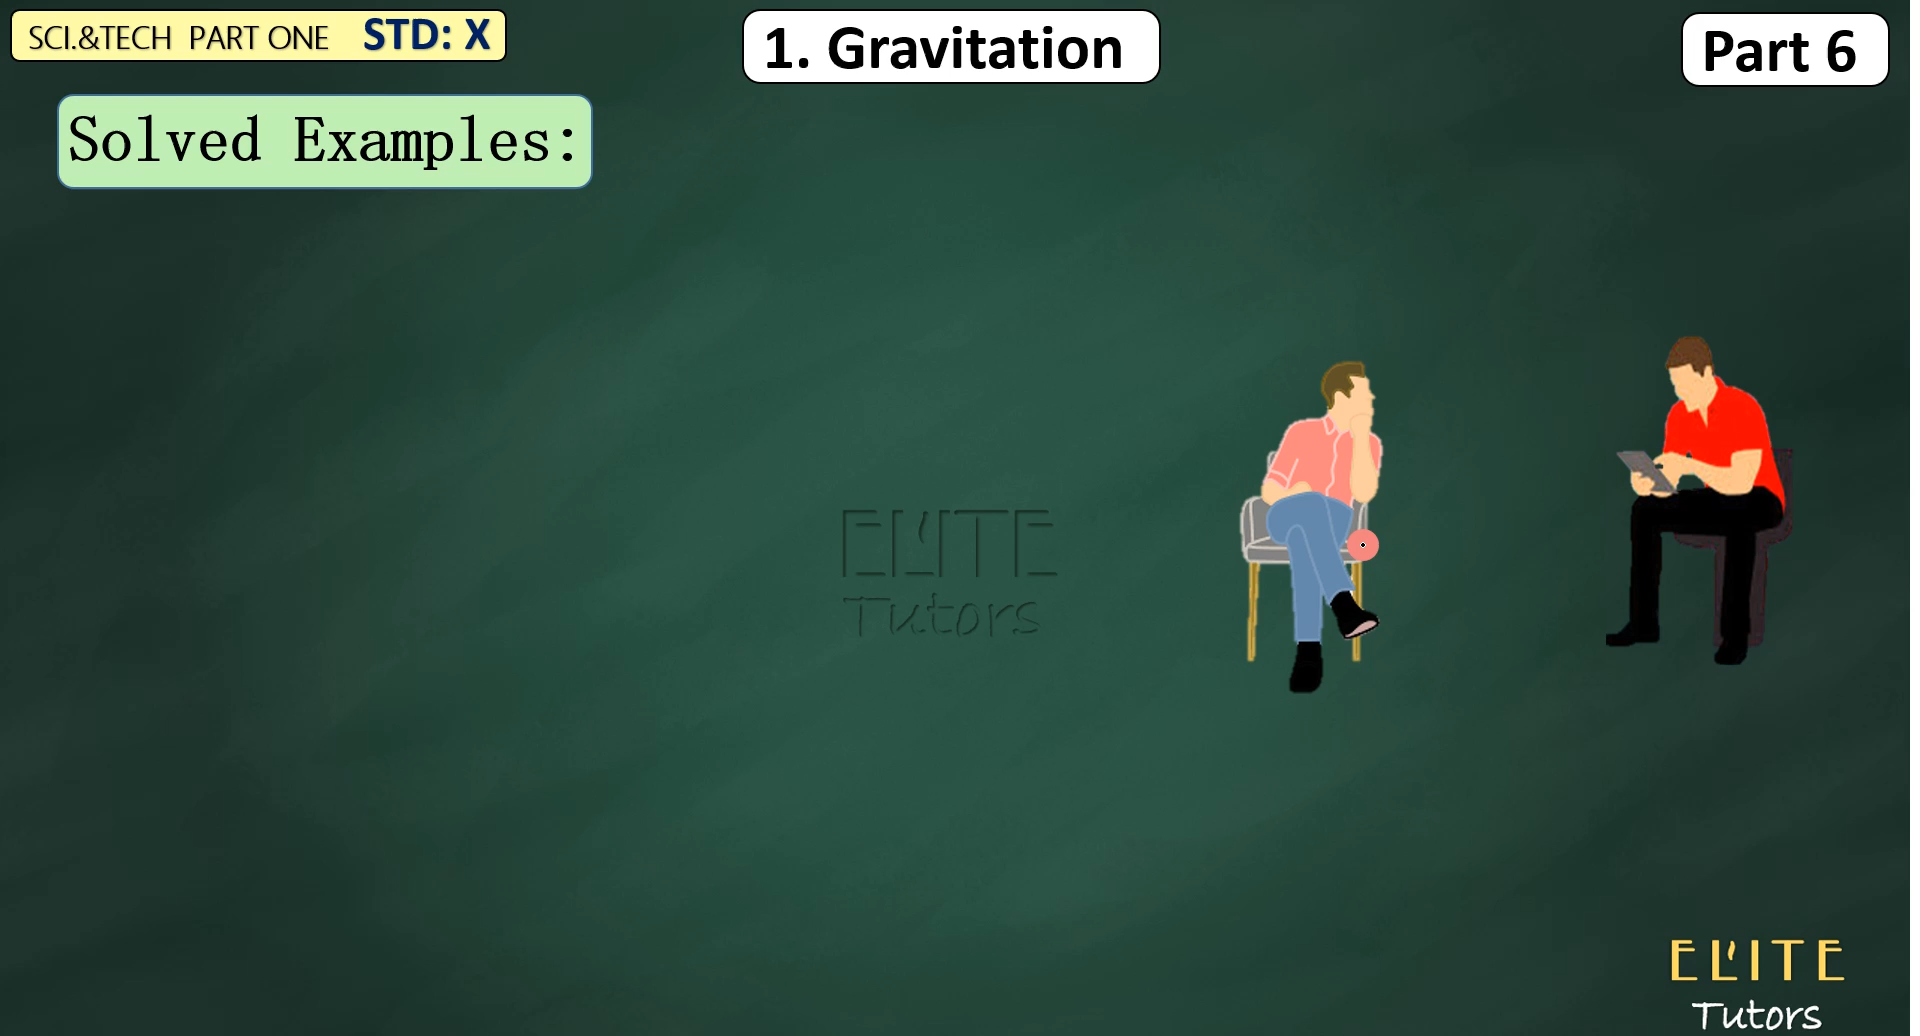 SCI.&TECH PART ONE STD: X
1. Gravitation
Part 6
Solved Examples:
ELITE
Tutors
ELITE
Tutors